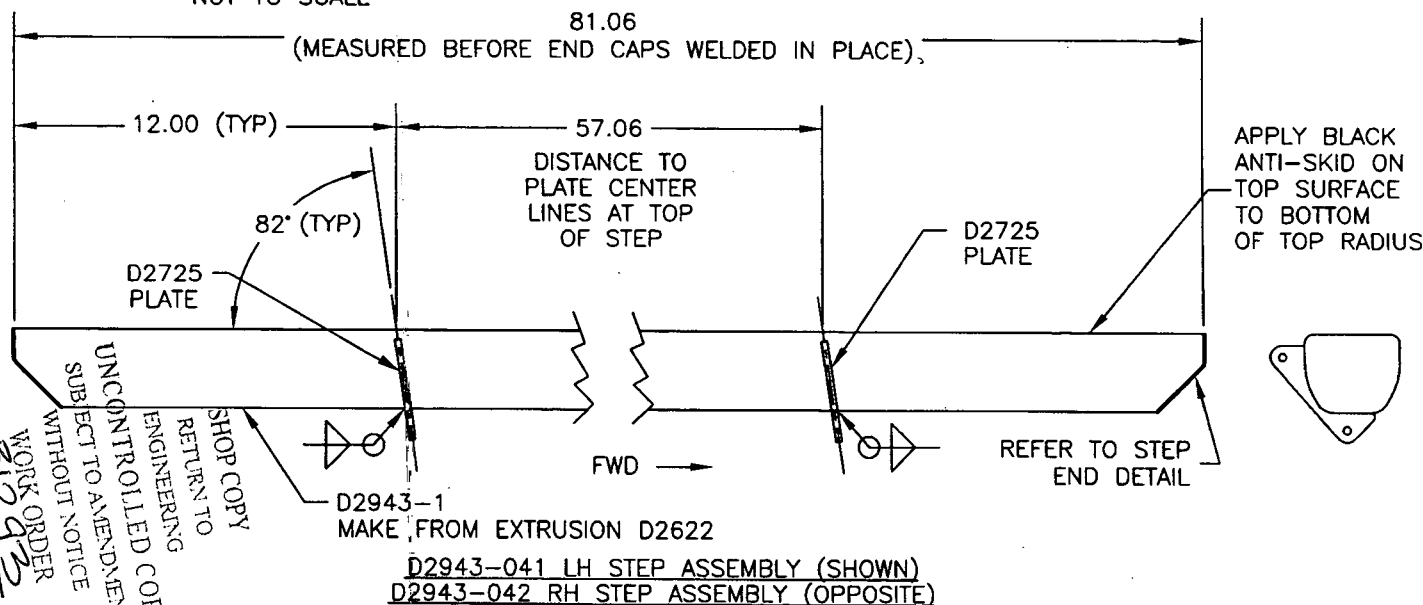 NOT TO SCALE
81.06
(MEASURED BEFORE END CAPS WELDED IN PLACE)
12.00 (TYP)
57.06
DISTANCE TO
PLATE CENTER
LINES AT TOP
OF STEP
APPLY BLACK
ANTI-SKID ON
TOP SURFACE
TO BOTTOM
OF TOP RADIUS
82° (TYP)
D2725
PLATE
D2725
PLATE
FWD
REFER TO STEP
END DETAIL
D2943-1
MAKE FROM EXTRUSION D2622
D2943-041 LH STEP ASSEMBLY (SHOWN)
D2943-042 RH STEP ASSEMBLY (OPPOSITE)
SHOP COPY
RETURN TO
ENGINEERING
UNCONTROLLED COP
SUBJECT TO AMENDMEN
WITHOUT NOTICE
WORK ORDER